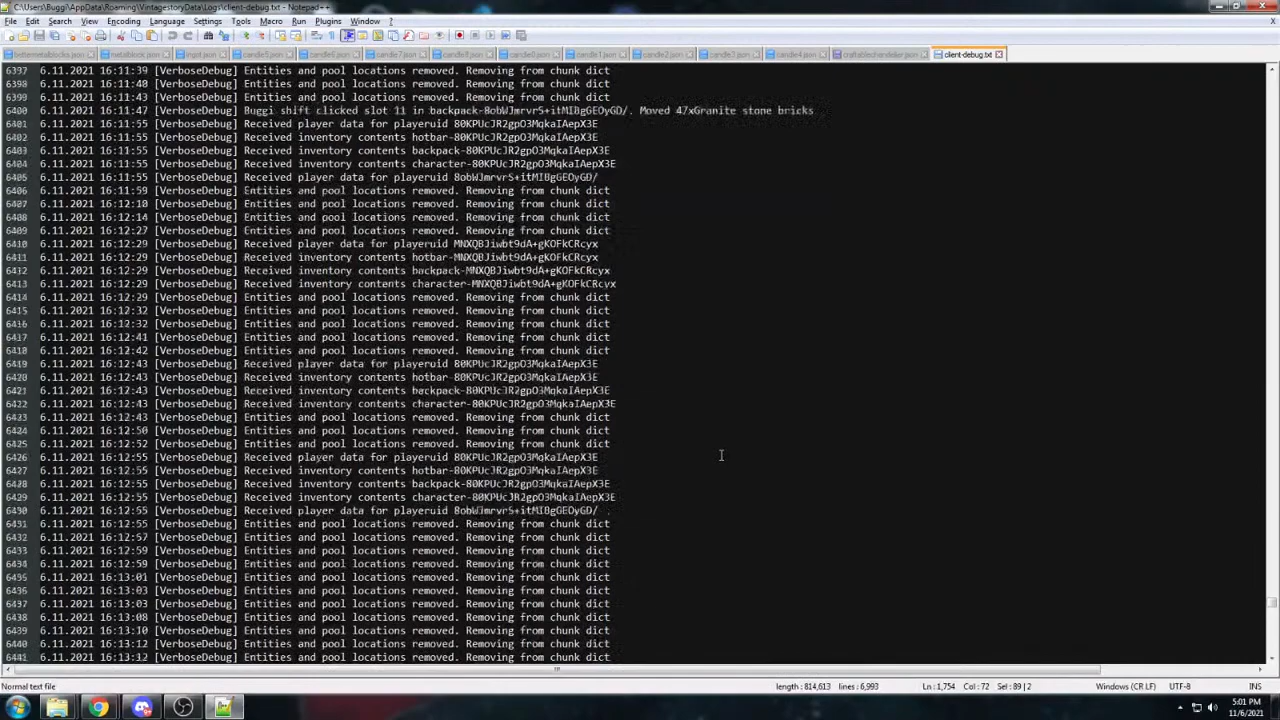 C:\Users\Buggi\AppData\Roaming\VintagestoryData\Logs\client-debug.txt - Notepad++
File Edit Search View Encoding Language Settings Tools Macro Run Plugins Window ?
input.json candle5.json candle6.json candle7.json candle8.json candle0.json candle1.json candle2.json candle3.json candle4.json craftablechandelier.json client-debug.txt
6397 6.11.2021 16:11:39 [VerboseDebug] Entities and pool locations removed. Removing from chunk dict
6398 6.11.2021 16:11:40 [VerboseDebug] Entities and pool locations removed. Removing from chunk dict
6399 6.11.2021 16:11:43 [VerboseDebug] Entities and pool locations removed. Removing from chunk dict
6400 6.11.2021 16:11:47 [VerboseDebug] Buggi shift clicked slot 11 in backpack-8obWJmrvrS+itMI8gGEOyGD/. Moved 47xGranite stone bricks
6401 6.11.2021 16:11:55 [VerboseDebug] Received player data for playeruid 80KPUcJR2gpO3MqkaIAepX3E
6402 6.11.2021 16:11:55 [VerboseDebug] Received inventory contents hotbar-80KPUcJR2gpO3MqkaIAepX3E
6403 6.11.2021 16:11:55 [VerboseDebug] Received inventory contents backpack-80KPUcJR2gpO3MqkaIAepX3E
6404 6.11.2021 16:11:55 [VerboseDebug] Received inventory contents character-80KPUcJR2gpO3MqkaIAepX3E
6405 6.11.2021 16:11:55 [VerboseDebug] Received player data for playeruid 8obWJmrvrS+itMI8gGEOyGD/
6406 6.11.2021 16:11:59 [VerboseDebug] Entities and pool locations removed. Removing from chunk dict
6407 6.11.2021 16:12:10 [VerboseDebug] Entities and pool locations removed. Removing from chunk dict
6408 6.11.2021 16:12:14 [VerboseDebug] Entities and pool locations removed. Removing from chunk dict
6409 6.11.2021 16:12:27 [VerboseDebug] Entities and pool locations removed. Removing from chunk dict
6410 6.11.2021 16:12:29 [VerboseDebug] Received player data for playeruid MNXQBJiwbt9dA+gKOFkCRcyx
6411 6.11.2021 16:12:29 [VerboseDebug] Received inventory contents hotbar-MNXQBJiwbt9dA+gKOFkCRcyx
6412 6.11.2021 16:12:29 [VerboseDebug] Received inventory contents backpack-MNXQBJiwbt9dA+gKOFkCRcyx
6413 6.11.2021 16:12:29 [VerboseDebug] Received inventory contents character-MNXQBJiwbt9dA+gKOFkCRcyx
6414 6.11.2021 16:12:29 [VerboseDebug] Entities and pool locations removed. Removing from chunk dict
6415 6.11.2021 16:12:32 [VerboseDebug] Entities and pool locations removed. Removing from chunk dict
6416 6.11.2021 16:12:32 [VerboseDebug] Entities and pool locations removed. Removing from chunk dict
6417 6.11.2021 16:12:41 [VerboseDebug] Entities and pool locations removed. Removing from chunk dict
6418 6.11.2021 16:12:42 [VerboseDebug] Entities and pool locations removed. Removing from chunk dict
6419 6.11.2021 16:12:43 [VerboseDebug] Received player data for playeruid 80KPUcJR2gpO3MqkaIAepX3E
6420 6.11.2021 16:12:43 [VerboseDebug] Received inventory contents hotbar-80KPUcJR2gpO3MqkaIAepX3E
6421 6.11.2021 16:12:43 [VerboseDebug] Received inventory contents backpack-80KPUcJR2gpO3MqkaIAepX3E
6422 6.11.2021 16:12:43 [VerboseDebug] Received inventory contents character-80KPUcJR2gpO3MqkaIAepX3E
6423 6.11.2021 16:12:43 [VerboseDebug] Entities and pool locations removed. Removing from chunk dict
6424 6.11.2021 16:12:50 [VerboseDebug] Entities and pool locations removed. Removing from chunk dict
6425 6.11.2021 16:12:52 [VerboseDebug] Entities and pool locations removed. Removing from chunk dict
6426 6.11.2021 16:12:55 [VerboseDebug] Received player data for playeruid 80KPUcJR2gpO3MqkaIAepX3E
6427 6.11.2021 16:12:55 [VerboseDebug] Received inventory contents hotbar-80KPUcJR2gpO3MqkaIAepX3E
6428 6.11.2021 16:12:55 [VerboseDebug] Received inventory contents backpack-80KPUcJR2gpO3MqkaIAepX3E
6429 6.11.2021 16:12:55 [VerboseDebug] Received inventory contents character-80KPUcJR2gpO3MqkaIAepX3E
6430 6.11.2021 16:12:55 [VerboseDebug] Received player data for playeruid 8obWJmrvrS+itMI8gGEOyGD/
6431 6.11.2021 16:12:55 [VerboseDebug] Entities and pool locations removed. Removing from chunk dict
6432 6.11.2021 16:12:57 [VerboseDebug] Entities and pool locations removed. Removing from chunk dict
6433 6.11.2021 16:12:59 [VerboseDebug] Entities and pool locations removed. Removing from chunk dict
6434 6.11.2021 16:12:59 [VerboseDebug] Entities and pool locations removed. Removing from chunk dict
6435 6.11.2021 16:13:01 [VerboseDebug] Entities and pool locations removed. Removing from chunk dict
6436 6.11.2021 16:13:03 [VerboseDebug] Entities and pool locations removed. Removing from chunk dict
6437 6.11.2021 16:13:03 [VerboseDebug] Entities and pool locations removed. Removing from chunk dict
6438 6.11.2021 16:13:08 [VerboseDebug] Entities and pool locations removed. Removing from chunk dict
6439 6.11.2021 16:13:10 [VerboseDebug] Entities and pool locations removed. Removing from chunk dict
6440 6.11.2021 16:13:12 [VerboseDebug] Entities and pool locations removed. Removing from chunk dict
6441 6.11.2021 16:13:12 [VerboseDebug] Entities and pool locations removed. Removing from chunk dict
Normal text file length : 814,613 lines : 6,993 Ln : 1,754 Col : 72 Sel : 89 | 2 Windows (CR LF) UTF-8 INS
5:01 PM
11/6/2021